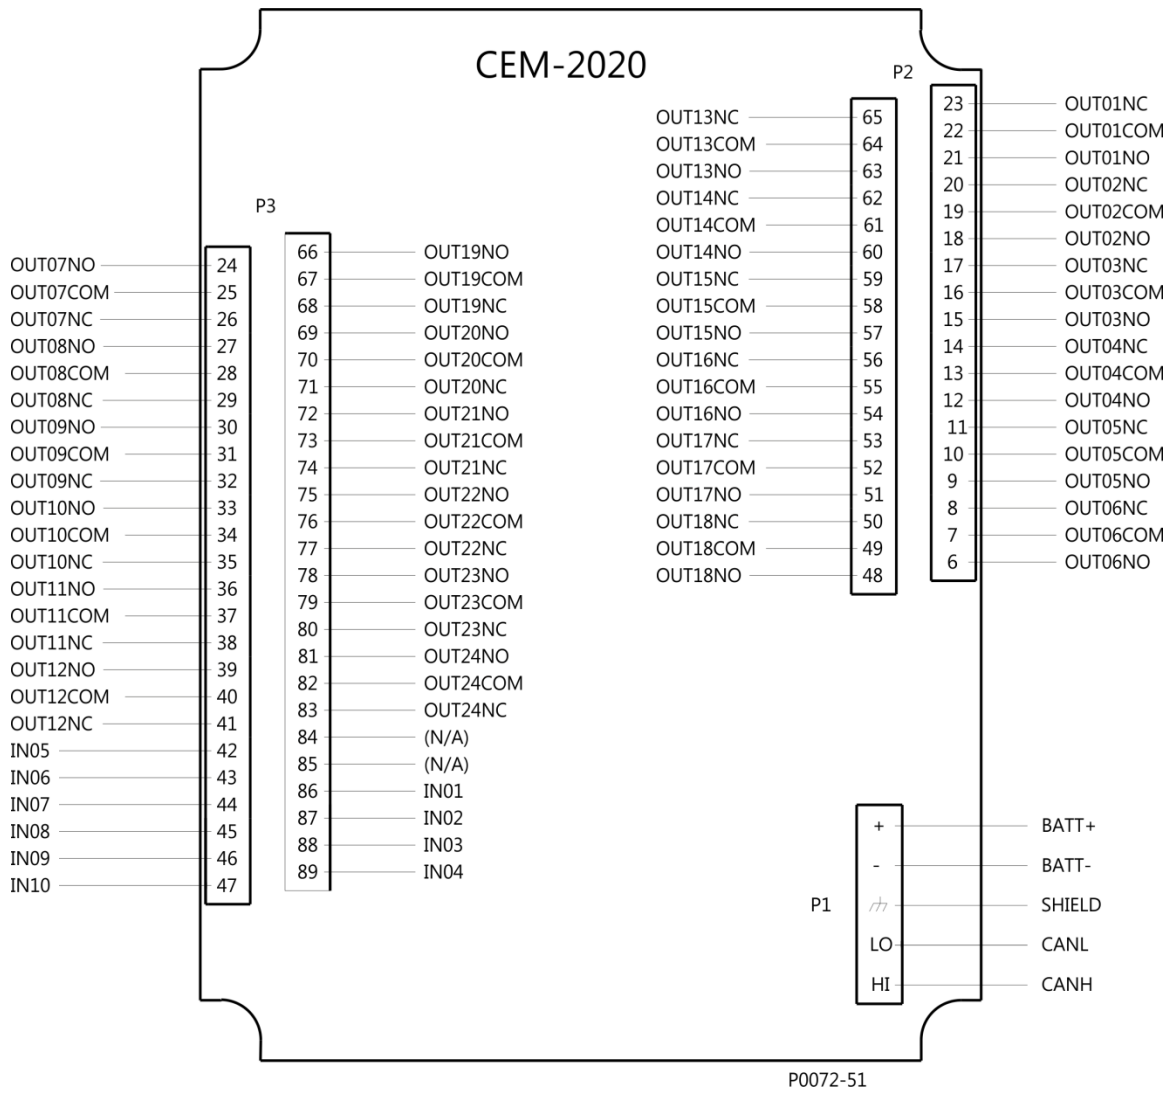 CEM-2020
P2
OUT13NC 65
OUT13COM 64
OUT13NO 63
OUT14NC 62
OUT14COM 61
OUT14NO 60
OUT15NC 59
OUT15COM 58
OUT15NO 57
OUT16NC 56
OUT16COM 55
OUT16NO 54
OUT17NC 53
OUT17COM 52
OUT17NO 51
OUT18NC 50
OUT18COM 49
OUT18NO 48
23 OUT01NC
22 OUT01COM
21 OUT01NO
20 OUT02NC
19 OUT02COM
18 OUT02NO
17 OUT03NC
16 OUT03COM
15 OUT03NO
14 OUT04NC
13 OUT04COM
12 OUT04NO
11 OUT05NC
10 OUT05COM
9 OUT05NO
8 OUT06NC
7 OUT06COM
6 OUT06NO
P3
OUT07NO 24
OUT07COM 25
OUT07NC 26
OUT08NO 27
OUT08COM 28
OUT08NC 29
OUT09NO 30
OUT09COM 31
OUT09NC 32
OUT10NO 33
OUT10COM 34
OUT10NC 35
OUT11NO 36
OUT11COM 37
OUT11NC 38
OUT12NO 39
OUT12COM 40
OUT12NC 41
IN05 42
IN06 43
IN07 44
IN08 45
IN09 46
IN10 47
66 OUT19NO
67 OUT19COM
68 OUT19NC
69 OUT20NO
70 OUT20COM
71 OUT20NC
72 OUT21NO
73 OUT21COM
74 OUT21NC
75 OUT22NO
76 OUT22COM
77 OUT22NC
78 OUT23NO
79 OUT23COM
80 OUT23NC
81 OUT24NO
82 OUT24COM
83 OUT24NC
84 (N/A)
85 (N/A)
86 IN01
87 IN02
88 IN03
89 IN04
P1
+ BATT+
- BATT-
SHIELD
LO CANL
HI CANH
P0072-51